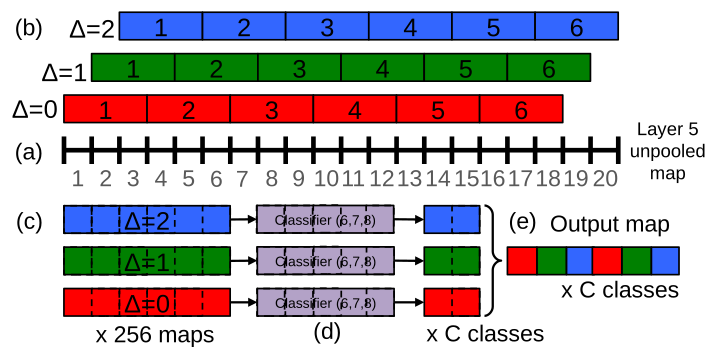 (b) Δ=2 1 2 3 4 5 6
Δ=1 1 2 3 4 5 6
Δ=0 1 2 3 4 5 6
(a)
Layer 5
unpooled
map
1 2 3 4 5 6 7 8 9 10 11 12 13 14 15 16 17 18 19 20
(c) Δ=2 Classifier (6,7,8)
Δ=1 Classifier (6,7,8)
Δ=0 Classifier (6,7,8)
x 256 maps
(d)
x C classes
(e) Output map
x C classes